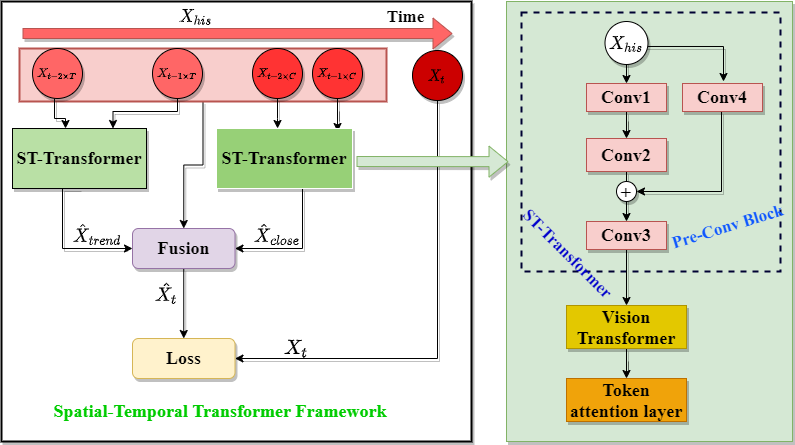 X_his
Time
X_{t-2×T}
X_{t-1×T}
X̄_{t-2×C}
X̄_{t-1×C}
X_t
ST-Transformer
ST-Transformer
X̂_trend
Fusion
X̂_close
X̂_t
Loss
X_t
Spatial-Temporal Transformer Framework
X_his
Conv1
Conv4
Conv2
+
Conv3
Pre-Conv Block
ST-Transformer
Vision
Transformer
Token
attention layer